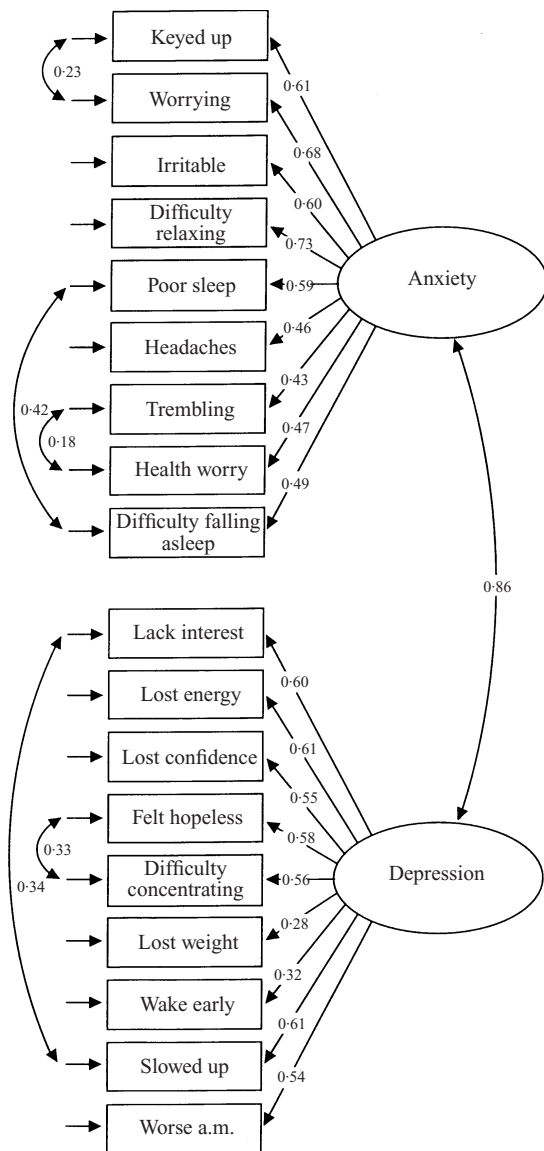 Keyed up
0·23
0·61
Worrying
0·68
Irritable
0·60
Difficulty
relaxing
0·73
Anxiety
Poor sleep
0·59
Headaches
0·46
0·42
Trembling
0·43
0·18
0·47
Health worry
0·49
Difficulty falling
asleep
0·86
Lack interest
0·60
Lost energy
0·61
Lost confidence
0·55
Felt hopeless
0·58
0·33
Difficulty
concentrating
0·56
Depression
0·34
0·28
Lost weight
0·32
Wake early
0·61
Slowed up
0·54
Worse a.m.